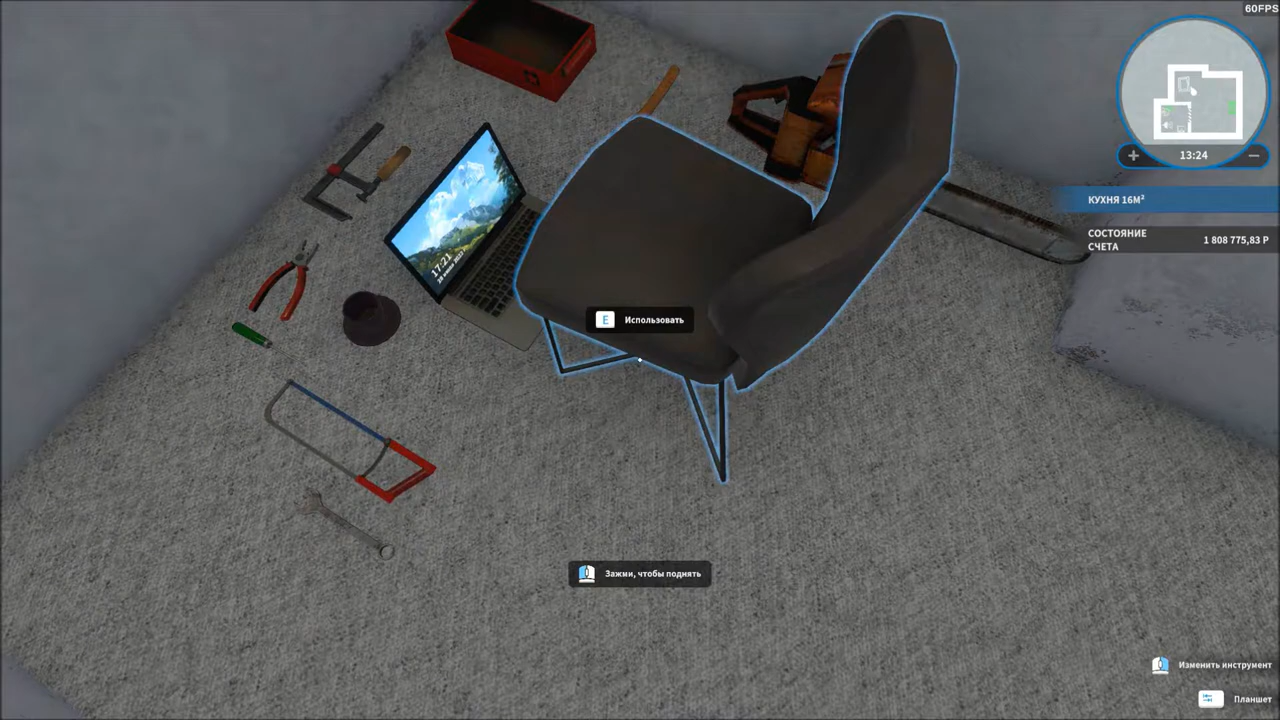 60FPS
13:24
КУХНЯ 16М²
СОСТОЯНИЕ
СЧЕТА
1 808 775,83 Р
17:21
E
Использовать
Зажми, чтобы поднять
Изменить инструмент
Планшет